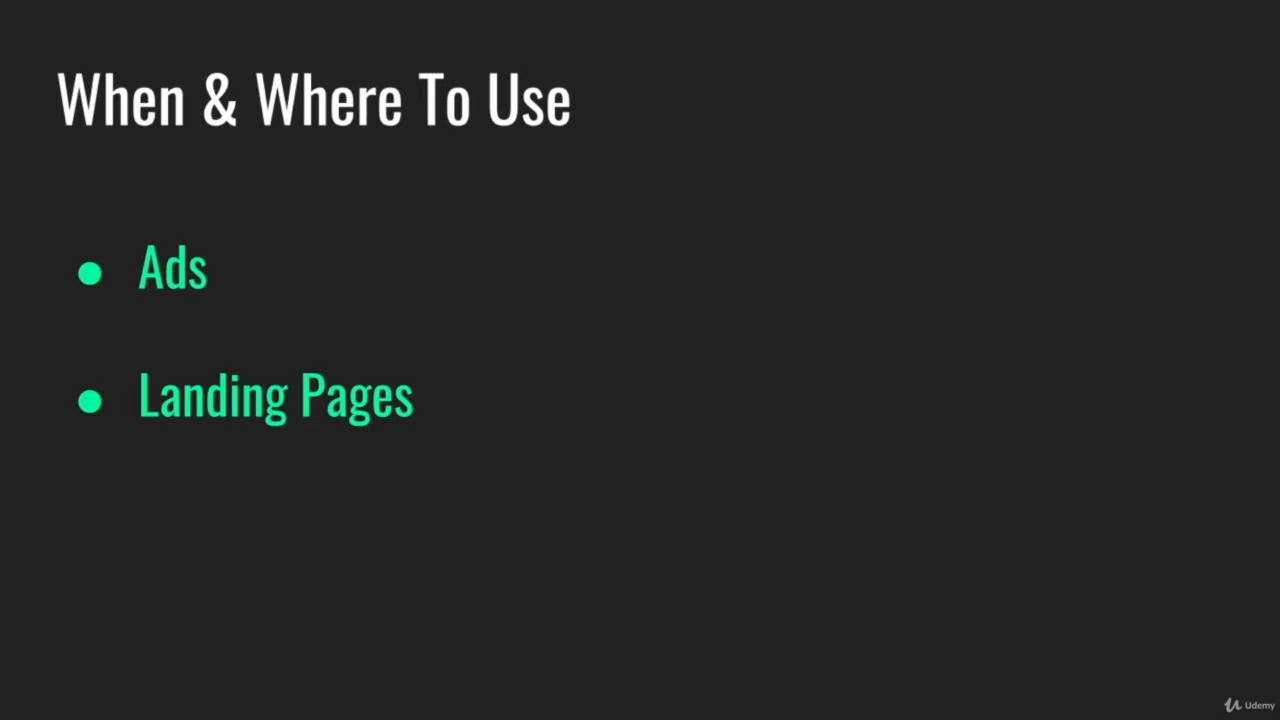 When & Where To Use
● Ads
● Landing Pages
Udemy